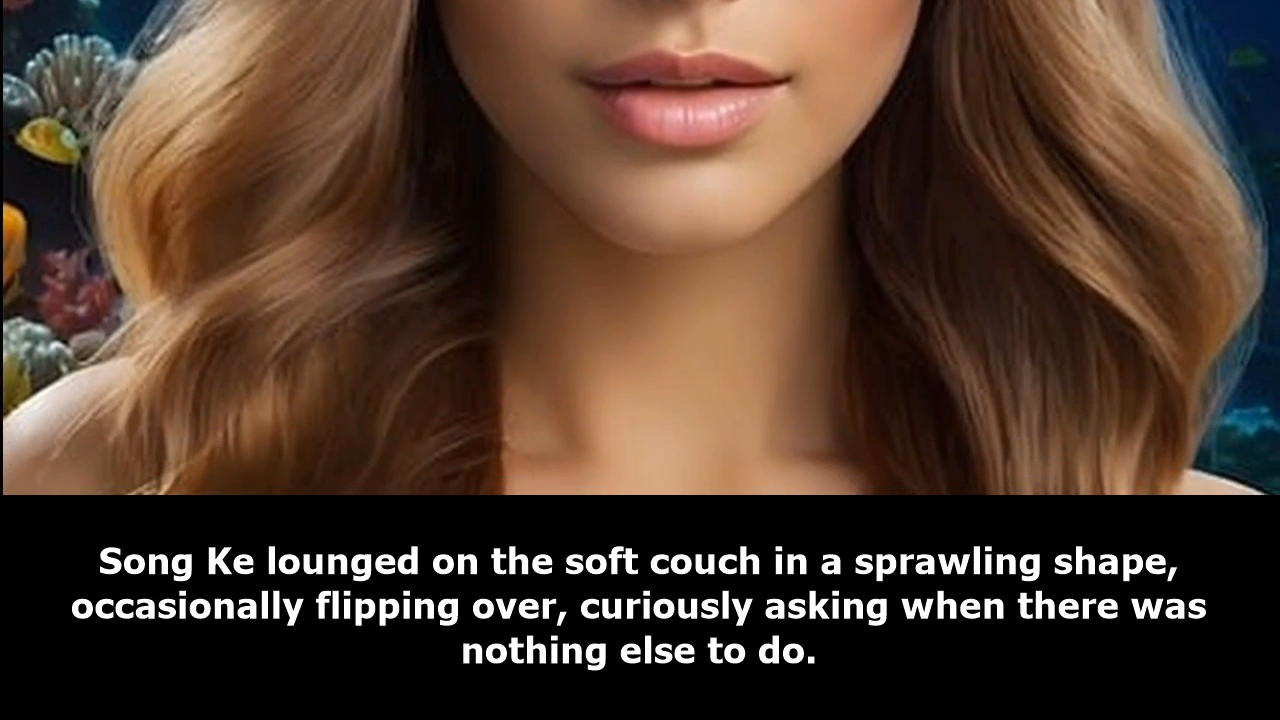 Song Ke lounged on the soft couch in a sprawling shape,
occasionally flipping over, curiously asking when there was
nothing else to do.